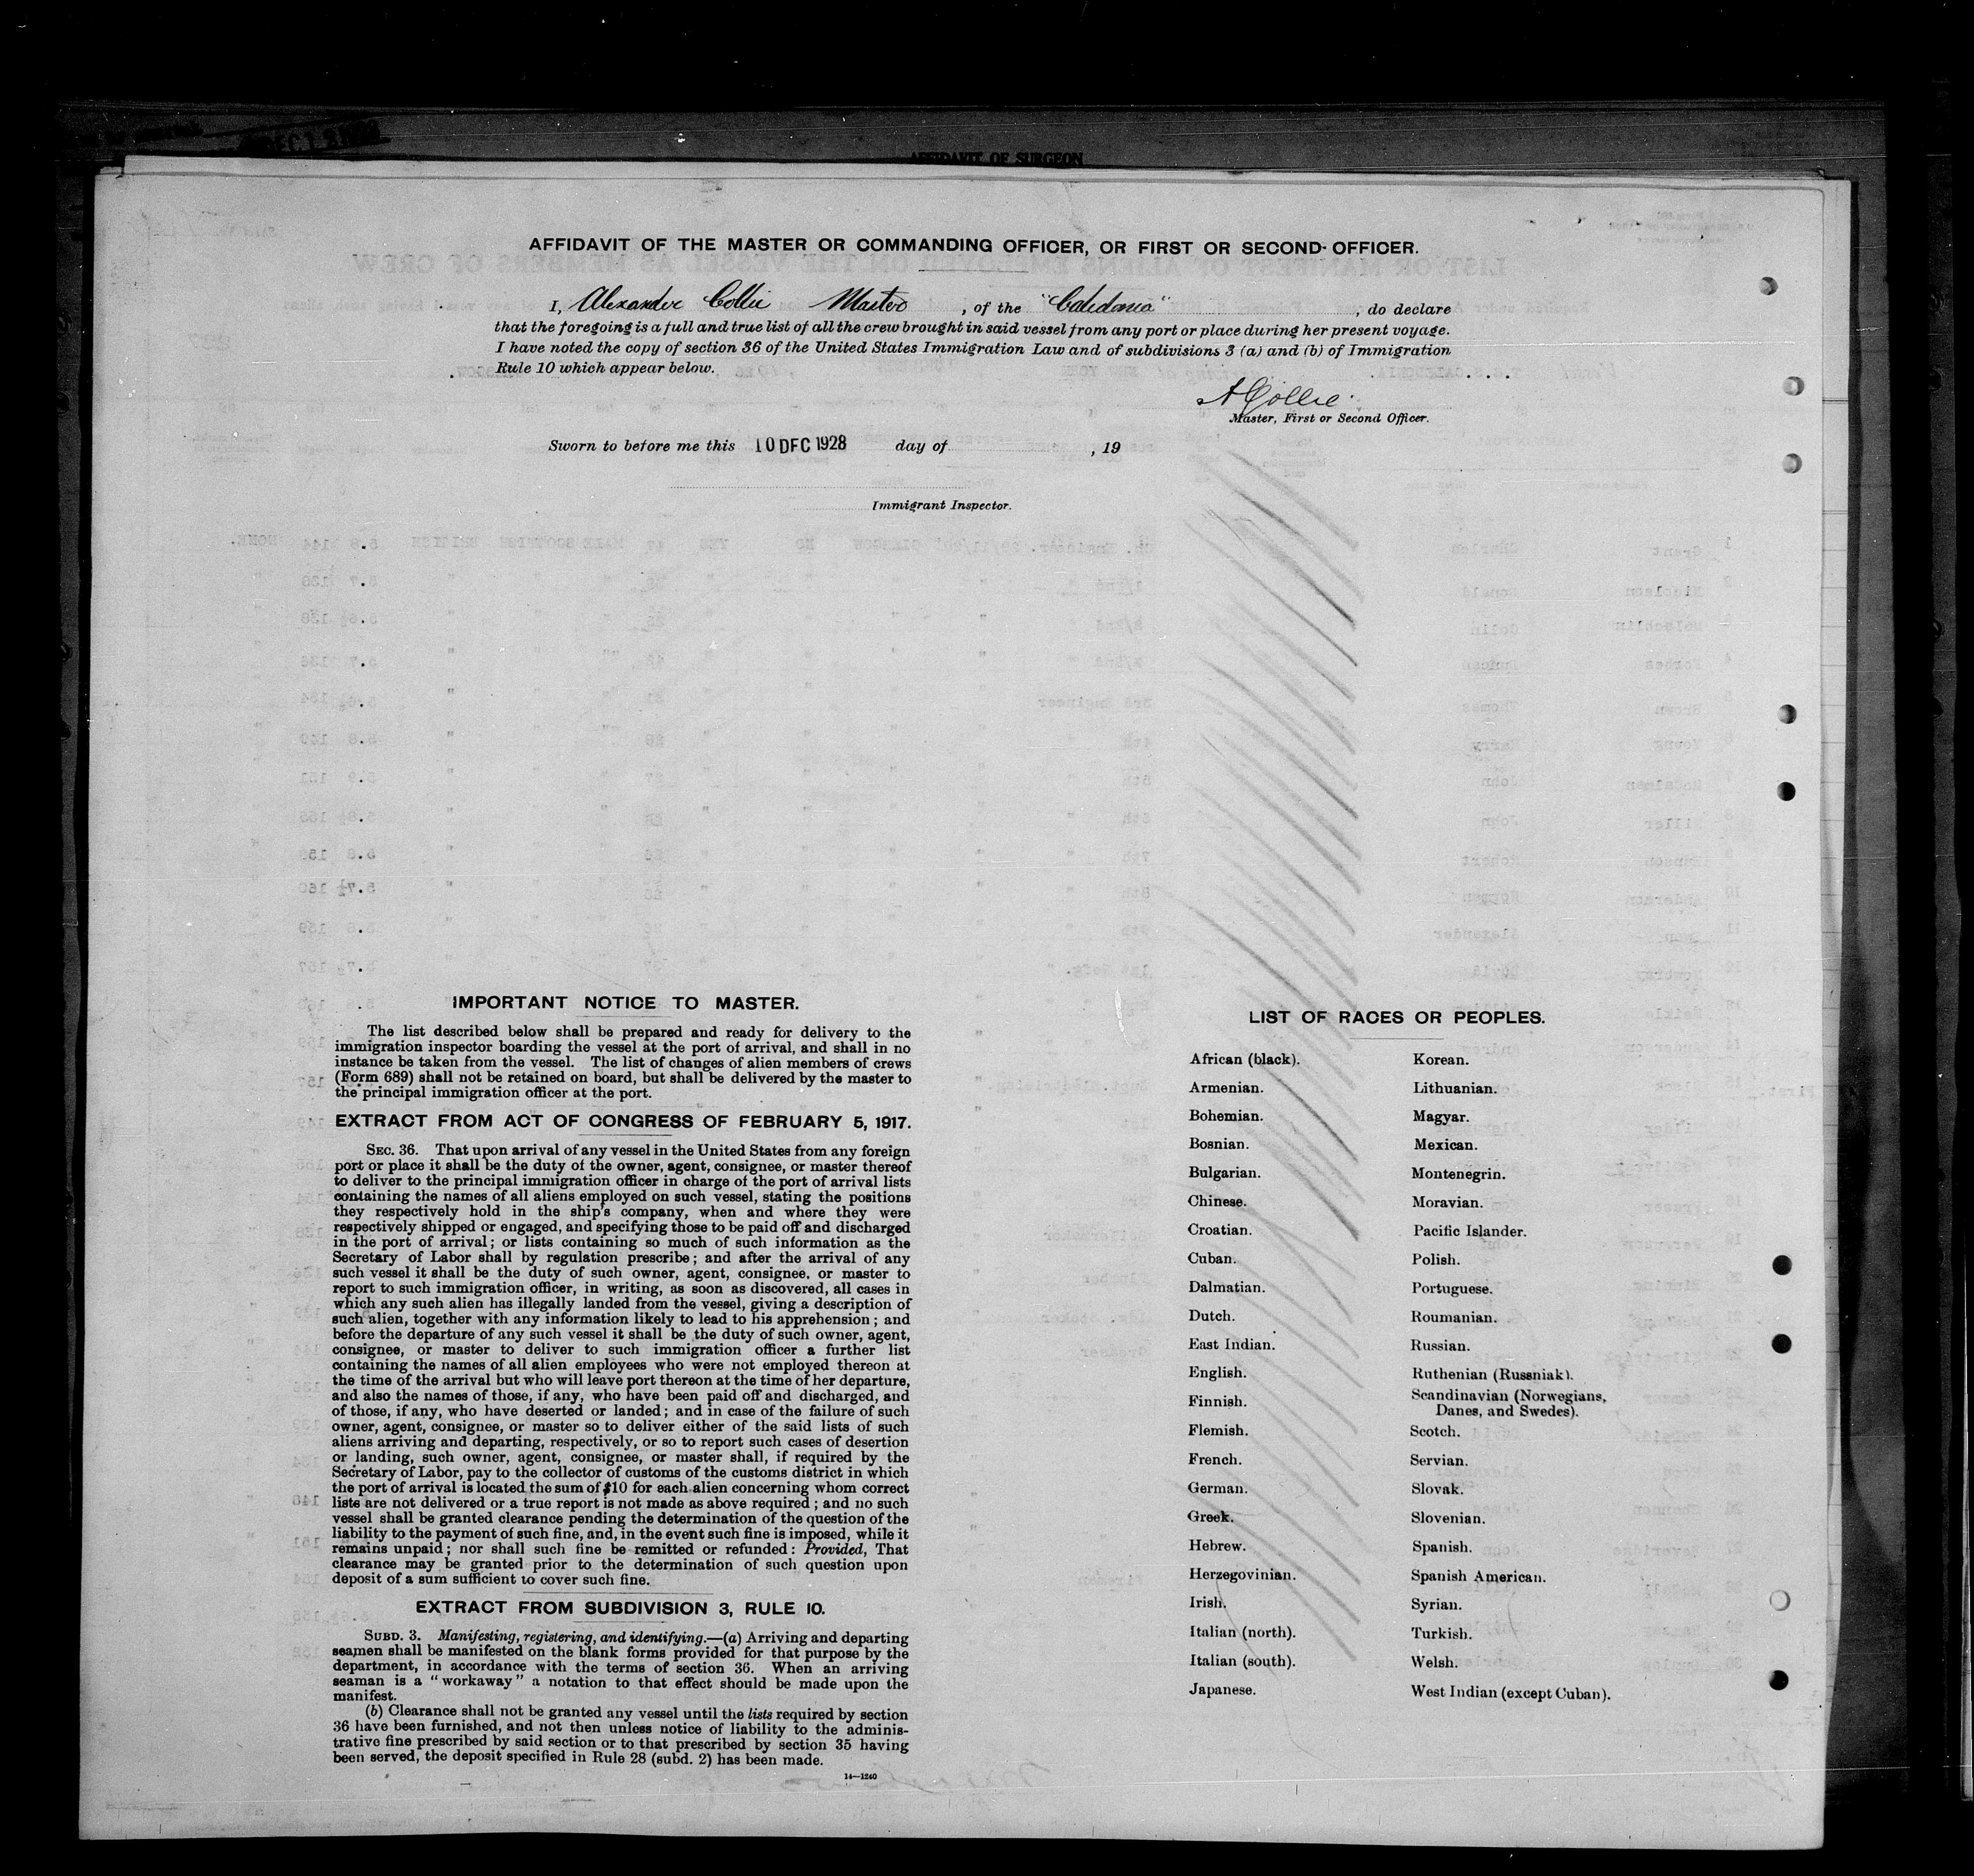 AFFIDAVIT OF SURGEON
AFFIDAVIT OF THE MASTER OR COMMANDING OFFICER, OR FIRST OR SECOND OFFICER.
I, Alexander Collie Master, of the "Caledonia", do declare
that the foregoing is a full and true list of all the crew brought in said vessel from any port or place during her present voyage.
I have noted the copy of section 36 of the United States Immigration Law and of subdivisions 3 (a) and (b) of Immigration
Rule 10 which appear below.
A Collie
Master, First or Second Officer.
Sworn to before me this 10 DEC 1928 day of , 19
Immigrant Inspector.
IMPORTANT NOTICE TO MASTER.
The list described below shall be prepared and ready for delivery to the
immigration inspector boarding the vessel at the port of arrival, and shall in no
instance be taken from the vessel. The list of changes of alien members of crews
(Form 689) shall not be retained on board, but shall be delivered by the master to
the principal immigration officer at the port.
EXTRACT FROM ACT OF CONGRESS OF FEBRUARY 5, 1917.
SEC. 36. That upon arrival of any vessel in the United States from any foreign
port or place it shall be the duty of the owner, agent, consignee, or master thereof
to deliver to the principal immigration officer in charge of the port of arrival lists
containing the names of all aliens employed on such vessel, stating the positions
they respectively hold in the ship's company, when and where they were
respectively shipped or engaged, and specifying those to be paid off and discharged
in the port of arrival; or lists containing so much of such information as the
Secretary of Labor shall by regulation prescribe; and after the arrival of any
such vessel it shall be the duty of such owner, agent, consignee, or master to
report to such immigration officer, in writing, as soon as discovered, all cases in
which any such alien has illegally landed from the vessel, giving a description of
such alien, together with any information likely to lead to his apprehension; and
before the departure of any such vessel it shall be the duty of such owner, agent,
consignee, or master to deliver to such immigration officer a further list
containing the names of all alien employees who were not employed thereon at
the time of the arrival but who will leave port thereon at the time of her departure,
and also the names of those, if any, who have been paid off and discharged, and
of those, if any, who have deserted or landed; and in case of the failure of such
owner, agent, consignee, or master so to deliver either of the said lists of such
aliens arriving and departing, respectively, or so to report such cases of desertion
or landing, such owner, agent, consignee, or master shall, if required by the
Secretary of Labor, pay to the collector of customs of the customs district in which
the port of arrival is located the sum of $10 for each alien concerning whom correct
lists are not delivered or a true report is not made as above required; and no such
vessel shall be granted clearance pending the determination of the question of the
liability to the payment of such fine, and, in the event such fine is imposed, while it
remains unpaid; nor shall such fine be remitted or refunded: Provided, That
clearance may be granted prior to the determination of such question upon
deposit of a sum sufficient to cover such fine.
EXTRACT FROM SUBDIVISION 3, RULE 10.
SUBD. 3. Manifesting, registering, and identifying.—(a) Arriving and departing
seamen shall be manifested on the blank forms provided for that purpose by the
department, in accordance with the terms of section 36. When an arriving
seaman is a "workaway" a notation to that effect should be made upon the
manifest.
(b) Clearance shall not be granted any vessel until the lists required by section
36 have been furnished, and not then unless notice of liability to the adminis-
trative fine prescribed by said section or to that prescribed by section 35 having
been served, the deposit specified in Rule 28 (subd. 2) has been made.
14—1240
LIST OF RACES OR PEOPLES.
African (black).
Armenian.
Bohemian.
Bosnian.
Bulgarian.
Chinese.
Croatian.
Cuban.
Dalmatian.
Dutch.
East Indian.
English.
Finnish.
Flemish.
French.
German.
Greek.
Hebrew.
Herzegovinian.
Irish.
Italian (north).
Italian (south).
Japanese.
Korean.
Lithuanian.
Magyar.
Mexican.
Montenegrin.
Moravian.
Pacific Islander.
Polish.
Portuguese.
Roumanian.
Russian.
Ruthenian (Russniak).
Scandinavian (Norwegians,
Danes, and Swedes).
Scotch.
Servian.
Slovak.
Slovenian.
Spanish.
Spanish American.
Syrian.
Turkish.
Welsh.
West Indian (except Cuban).